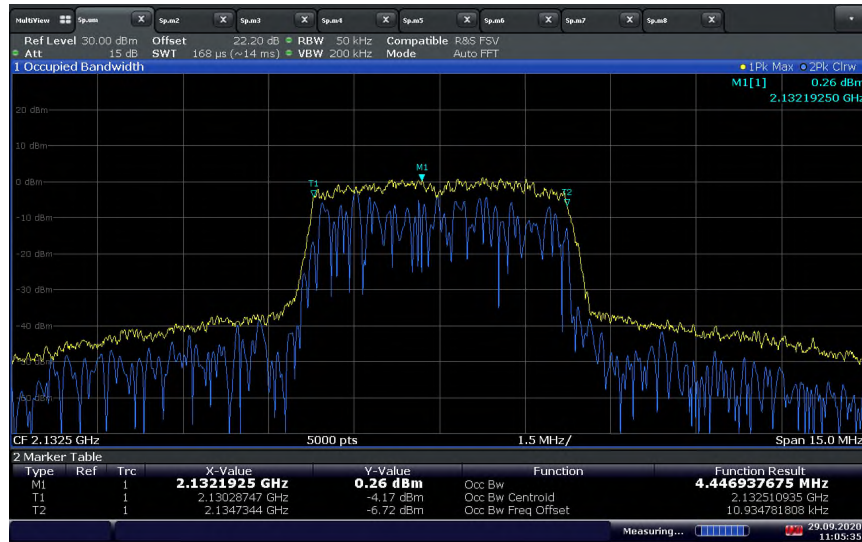 MultiView Sp.um X Sp.m2 X Sp.m3 X Sp.m4 X Sp.m5 X Sp.m6 X Sp.m7 X Sp.m8 X
Ref Level 30.00 dBm Offset 22.20 dB RBW 50 kHz Compatible R&S FSV
Att 15 dB SWT 168 µs (~14 ms) VBW 200 kHz Mode Auto FFT
1 Occupied Bandwidth 1Pk Max 2Pk Clrw
M1[1] 0.26 dBm
2.13219250 GHz
20 dBm
10 dBm
M1
0 dBm T1 T2
-10 dBm
-20 dBm
-30 dBm
-40 dBm
CF 2.1325 GHz 5000 pts 1.5 MHz/ Span 15.0 MHz
2 Marker Table
Type Ref Trc X-Value Y-Value Function Function Result
M1 1 2.1321925 GHz 0.26 dBm Occ Bw 4.446937675 MHz
T1 1 2.13028747 GHz -4.17 dBm Occ Bw Centroid 2.132510935 GHz
T2 1 2.1347344 GHz -6.72 dBm Occ Bw Freq Offset 10.934781808 kHz
Measuring... 29.09.2020
11:05:35